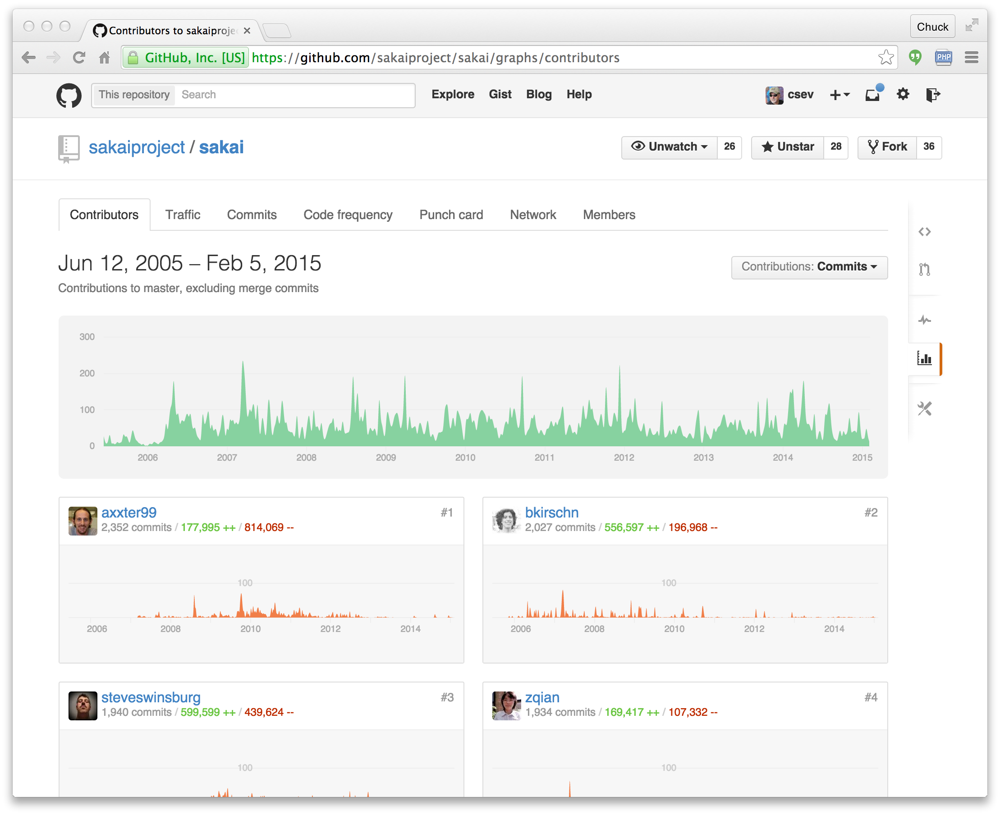 Contributors to sakaiproje
Chuck
GitHub, Inc. [US] https://github.com/sakaiproject/sakai/graphs/contributors
PHP
This repository Search Explore Gist Blog Help csev
sakaiproject / sakai Unwatch 26 Unstar 28 Fork 36
Contributors Traffic Commits Code frequency Punch card Network Members
Jun 12, 2005 – Feb 5, 2015
Contributions: Commits
Contributions to master, excluding merge commits
300
200
100
0
2006 2007 2008 2009 2010 2011 2012 2013 2014 2015
axxter99 #1
2,352 commits / 177,995 ++ / 814,069 --
100
2006 2008 2010 2012 2014
bkirschn #2
2,027 commits / 556,597 ++ / 196,968 --
100
2006 2008 2010 2012 2014
steveswinsburg #3
1,940 commits / 599,599 ++ / 439,624 --
100
zqian #4
1,934 commits / 169,417 ++ / 107,332 --
100